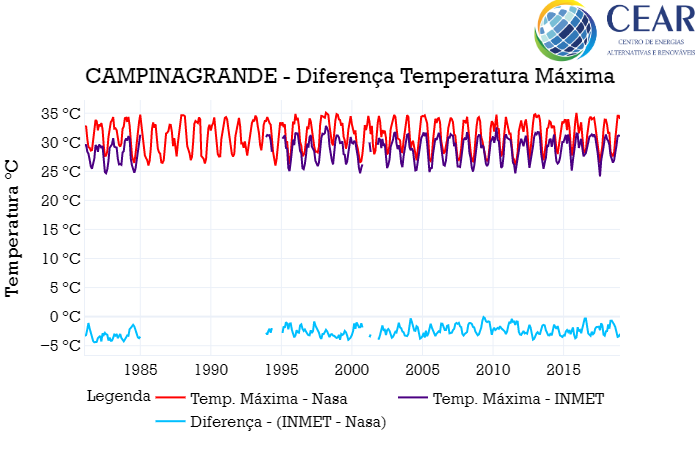 CEAR
CENTRO DE ENERGIAS
ALTERNATIVAS E RENOVÁVEIS
CAMPINAGRANDE - Diferença Temperatura Máxima
Temperatura °C
35 °C
30 °C
25 °C
20 °C
15 °C
10 °C
5 °C
0 °C
−5 °C
1985 1990 1995 2000 2005 2010 2015
Legenda
Temp. Máxima - Nasa
Temp. Máxima - INMET
Diferença - (INMET - Nasa)